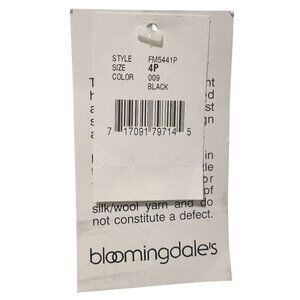 STYLE FM5441P
SIZE 4P
COLOR 009
BLACK
7 17091 79714 5
silk/wool yarn and do
not constitute a defect.
bloomingdale's